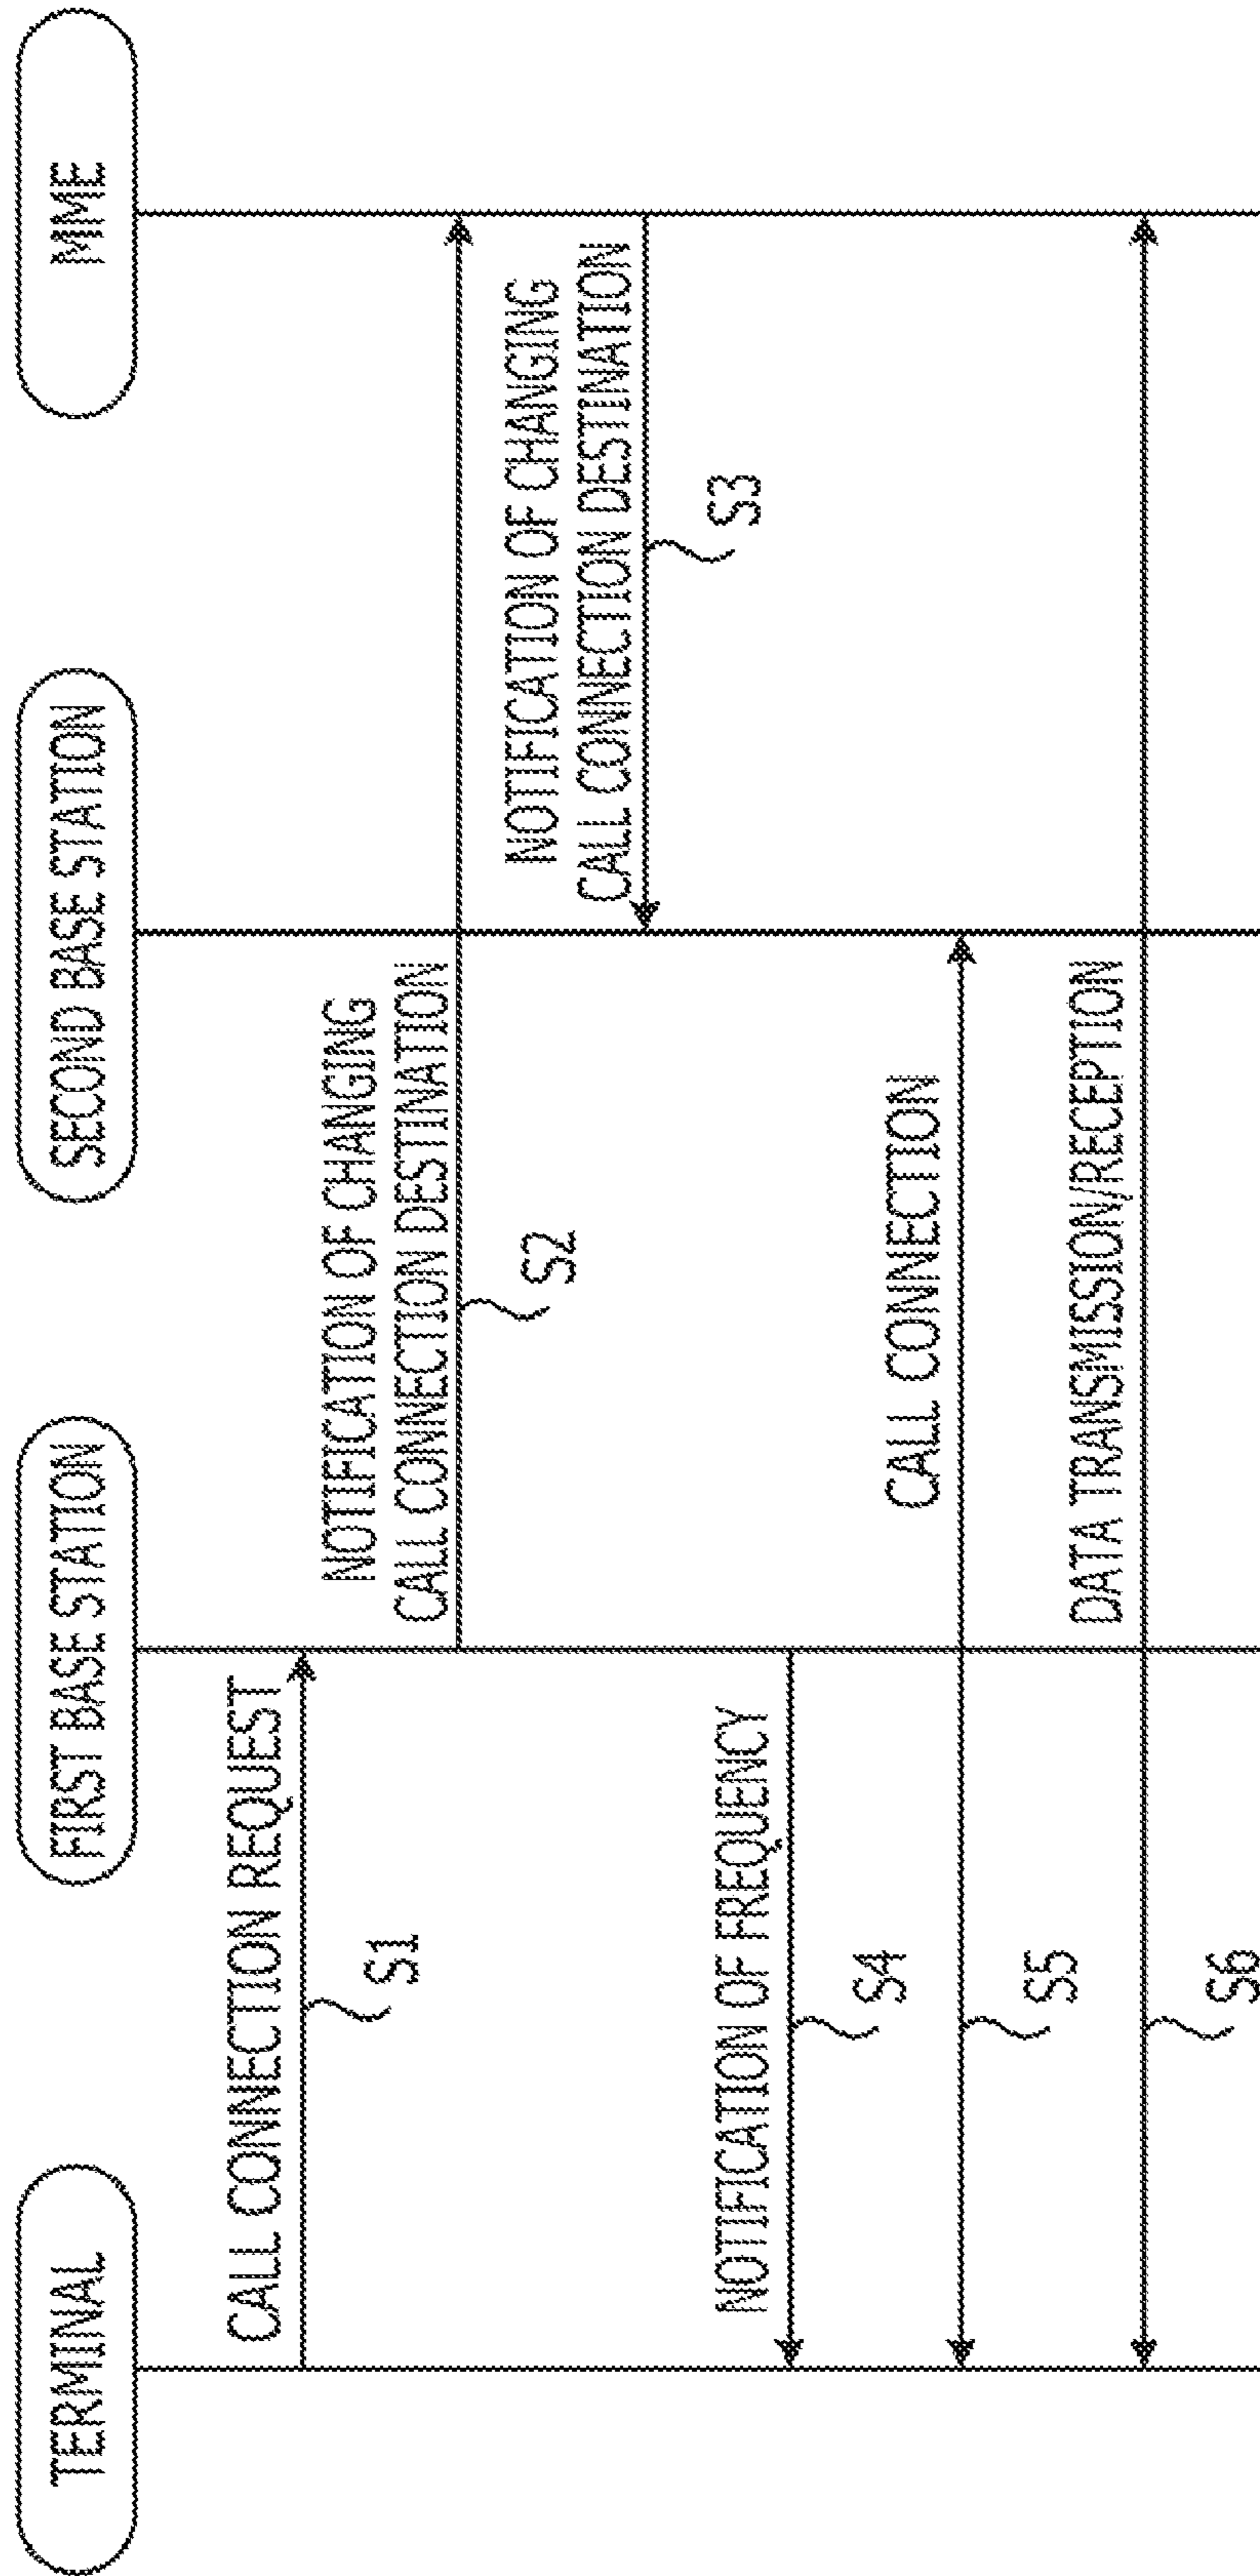 TERMINAL
FIRST BASE STATION
SECOND BASE STATION
MME
CALL CONNECTION REQUEST
S1
NOTIFICATION OF CHANGING
CALL CONNECTION DESTINATION
S2
NOTIFICATION OF CHANGING
CALL CONNECTION DESTINATION
S3
NOTIFICATION OF FREQUENCY
S4
CALL CONNECTION
S5
DATA TRANSMISSION/RECEPTION
S6